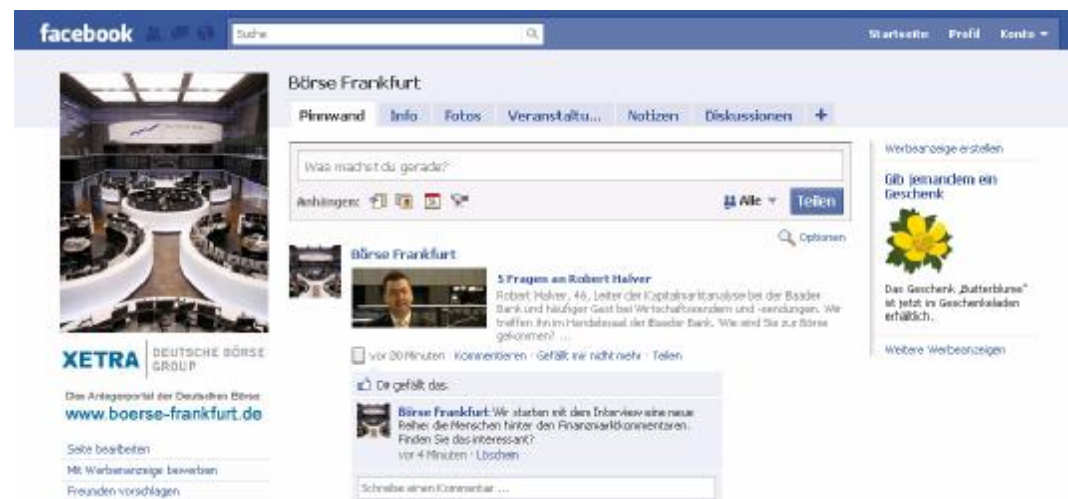 facebook
Suche
Startseite Profil Konto
Börse Frankfurt
Pinnwand Info Fotos Veranstaltu... Notizen Diskussionen +
Was machst du gerade?
Anhängen: Alle Teilen
Optionen
Börse Frankfurt
5 Fragen an Robert Halver
Robert Halver, 46, Leiter der Kapitalmarktanalyse bei der Baader
Bank und häufiger Gast bei Wirtschaftssendern und -sendungen. Wir
treffen ihn im Handelssaal der Baader Bank. Wie sind Sie zur Börse
gekommen? ...
vor 20 Minuten · Kommentieren · Gefällt mir nicht mehr · Teilen
Dir gefällt das.
Börse Frankfurt Wir starten mit dem Interview eine neue
Reihe: die Menschen hinter den Finanzmarktkommentaren.
Finden Sie das interessant?
vor 4 Minuten · Löschen
Schreibe einen Kommentar ...
XETRA DEUTSCHE BÖRSE
GROUP
Das Anlegerportal der Deutschen Börse
www.boerse-frankfurt.de
Seite bearbeiten
Mit Werbeanzeige bewerben
Freunden vorschlagen
Werbeanzeige erstellen
Gib jemandem ein
Geschenk
Das Geschenk „Butterblume"
ist jetzt im Geschenkeladen
erhältlich.
Weitere Werbeanzeigen